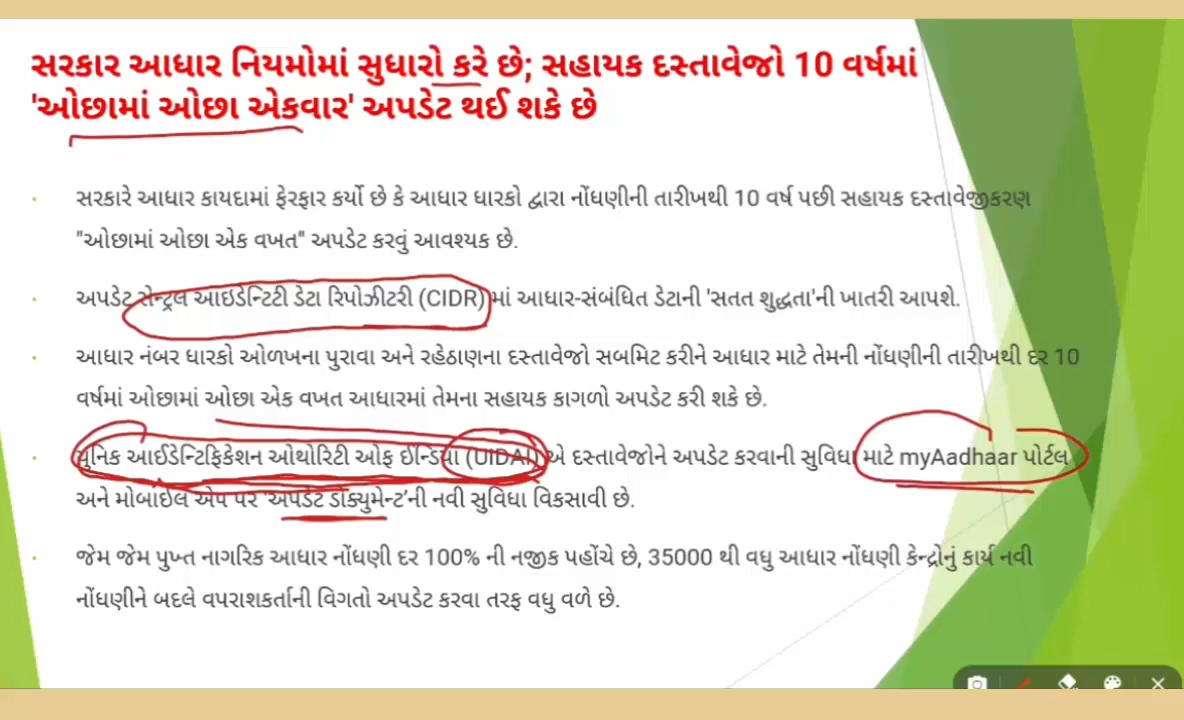 સરકાર આધાર નિયમોમાં સુધારો કરે છે; સહાયક દસ્તાવેજો 10 વર્ષમાં
'ઓછામાં ઓછા એકવાર' અપડેટ થઈ શકે છે
સરકારે આધાર કાયદામાં ફેરફાર કર્યો છે કે આધાર ધારકો દ્વારા નોંધણીની તારીખથી 10 વર્ષ પછી સહાયક દસ્તાવેજીકરણ
"ઓછામાં ઓછા એક વખત" અપડેટ કરવું આવશ્યક છે.
અપડેટ સેન્ટ્રલ આઇડેન્ટિટી ડેટા રિપોઝીટરી (CIDR) માં આધાર-સંબંધિત ડેટાની 'સતત શુદ્ધતા'ની ખાતરી આપશે.
આધાર નંબર ધારકો ઓળખના પુરાવા અને રહેઠાણના દસ્તાવેજો સબમિટ કરીને આધાર માટે તેમની નોંધણીની તારીખથી દર 10
વર્ષમાં ઓછામાં ઓછા એક વખત આધારમાં તેમના સહાયક કાગળો અપડેટ કરી શકે છે.
યુનિક આઈડેન્ટિફિકેશન ઓથોરિટી ઓફ ઈન્ડિયા (UIDAI) એ દસ્તાવેજોને અપડેટ કરવાની સુવિધા માટે myAadhaar પોર્ટલ
અને મોબાઈલ એપ પર 'અપડેટ ડોક્યુમેન્ટ'ની નવી સુવિધા વિકસાવી છે.
જેમ જેમ પુખ્ત નાગરિક આધાર નોંધણી દર 100% ની નજીક પહોંચે છે, 35000 થી વધુ આધાર નોંધણી કેન્દ્રોનું કાર્ય નવી
નોંધણીને બદલે વપરાશકર્તાની વિગતો અપડેટ કરવા તરફ વધુ વળે છે.